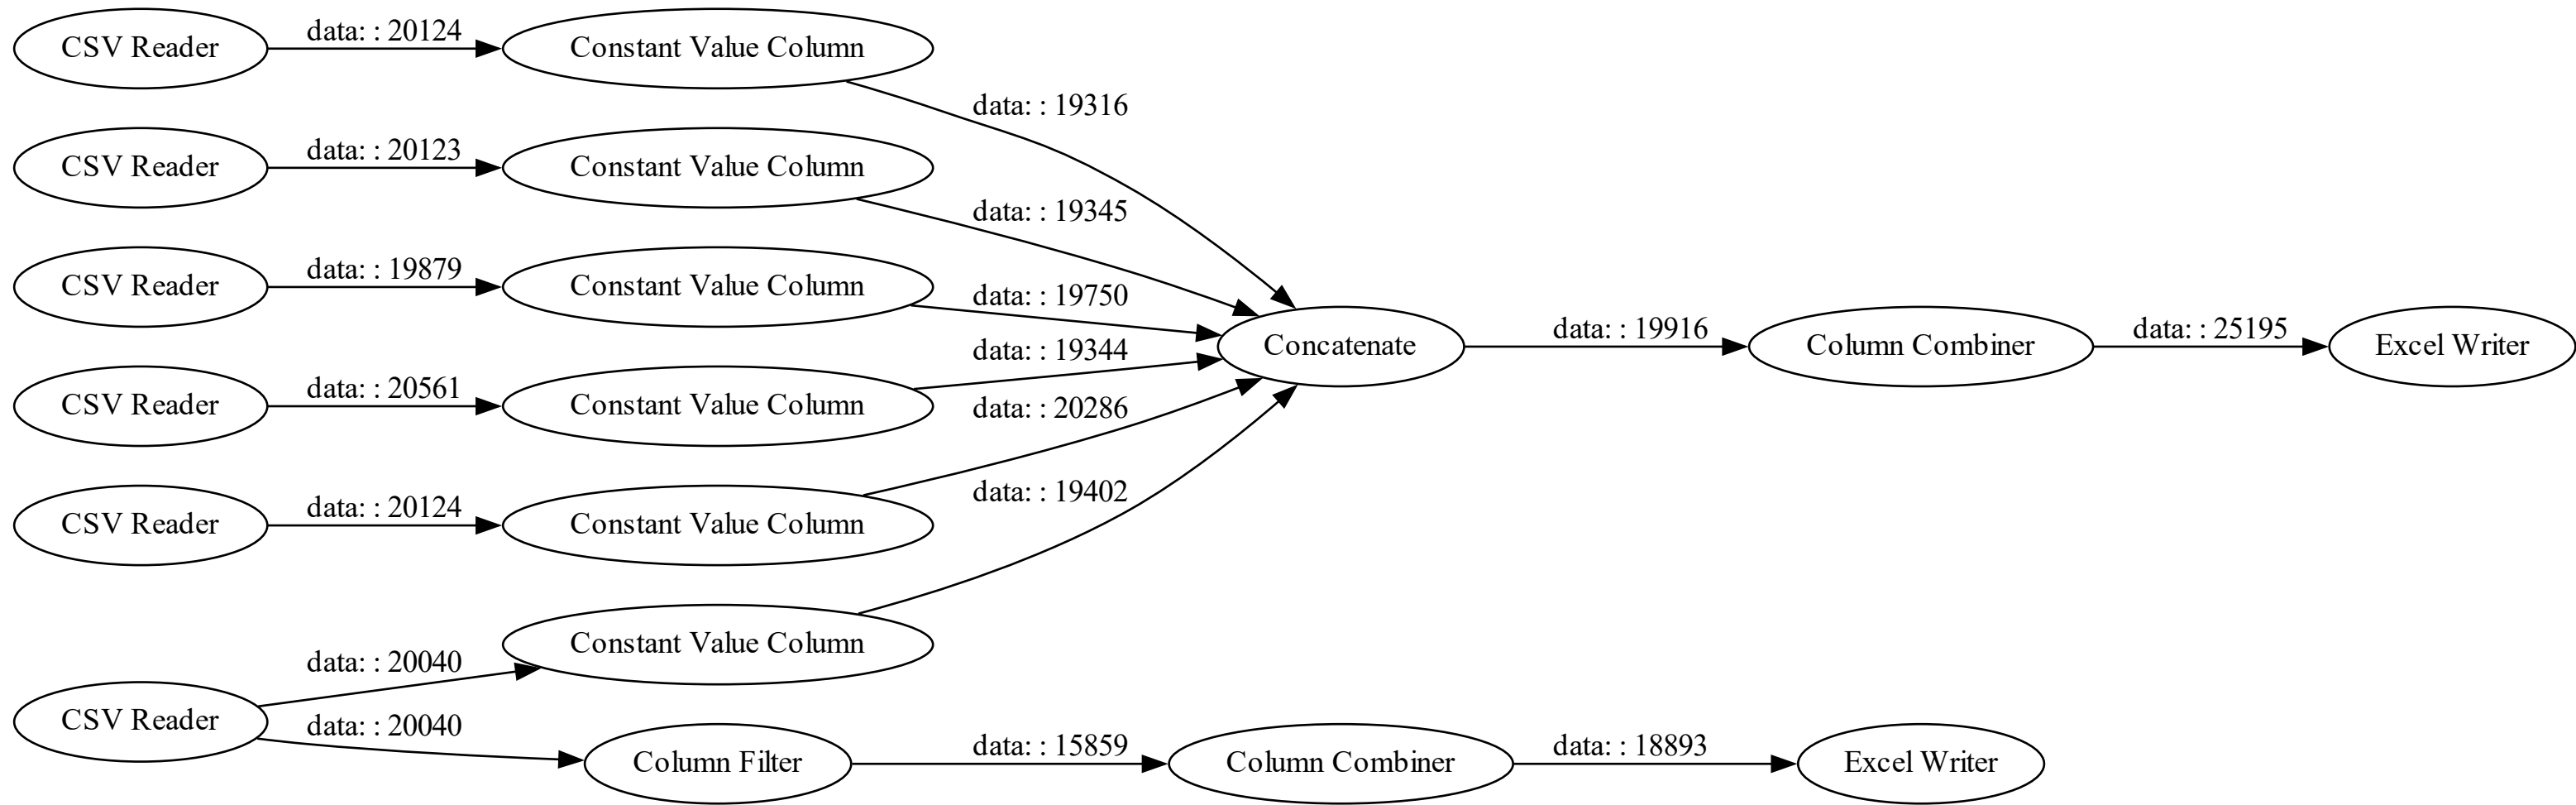 CSV Reader
data: : 20124
Constant Value Column
data: : 19316
CSV Reader
data: : 20123
Constant Value Column
data: : 19345
CSV Reader
data: : 19879
Constant Value Column
data: : 19750
Concatenate
data: : 19916
Column Combiner
data: : 25195
Excel Writer
CSV Reader
data: : 20561
Constant Value Column
data: : 19344
CSV Reader
data: : 20124
Constant Value Column
data: : 20286
Constant Value Column
data: : 19402
CSV Reader
data: : 20040
data: : 20040
Column Filter
data: : 15859
Column Combiner
data: : 18893
Excel Writer